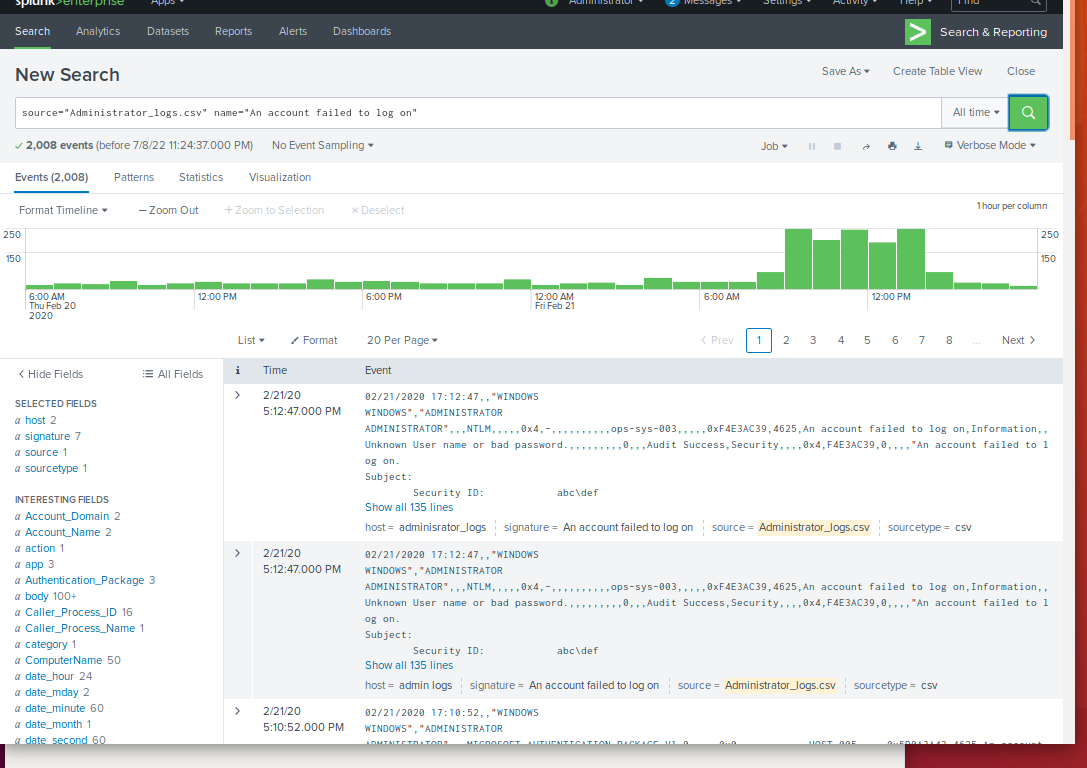 splunk>enterprise Apps
1 Administrator 2 Messages Settings Activity Help Find
Search Analytics Datasets Reports Alerts Dashboards
> Search & Reporting
New Search
Save As Create Table View Close
source="Administrator_logs.csv" name="An account failed to log on"
All time
2,008 events (before 7/8/22 11:24:37.000 PM) No Event Sampling
Job Verbose Mode
Events (2,008) Patterns Statistics Visualization
Format Timeline – Zoom Out + Zoom to Selection × Deselect
1 hour per column
250 250
150 150
6:00 AM 12:00 PM 6:00 PM 12:00 AM 6:00 AM 12:00 PM
Thu Feb 20 Fri Feb 21
2020
List Format 20 Per Page
< Prev 1 2 3 4 5 6 7 8 ... Next >
< Hide Fields All Fields
SELECTED FIELDS
a host 2
a signature 7
a source 1
a sourcetype 1
INTERESTING FIELDS
a Account_Domain 2
a Account_Name 2
a action 1
a app 3
a Authentication_Package 3
a body 100+
a Caller_Process_ID 16
a Caller_Process_Name 1
a category 1
a ComputerName 50
a date_hour 24
a date_mday 2
a date_minute 60
a date_month 1
a date_second 60
i Time Event
2/21/20
5:12:47.000 PM
02/21/2020 17:12:47,,"WINDOWS
WINDOWS","ADMINISTRATOR
ADMINISTRATOR",,,NTLM,,,,,0x4,-,,,,,,,,,,ops-sys-003,,,,,0xF4E3AC39,4625,An account failed to log on,Information,,
Unknown User name or bad password.,,,,,,,,,0,,,Audit Success,Security,,,,0x4,F4E3AC39,0,,,,"An account failed to l
og on.
Subject:
Security ID: abc\def
Show all 135 lines
host = adminisrator_logs signature = An account failed to log on source = Administrator_logs.csv sourcetype = csv
2/21/20
5:12:47.000 PM
02/21/2020 17:12:47,,"WINDOWS
WINDOWS","ADMINISTRATOR
ADMINISTRATOR",,,NTLM,,,,,0x4,-,,,,,,,,,,ops-sys-003,,,,,0xF4E3AC39,4625,An account failed to log on,Information,,
Unknown User name or bad password.,,,,,,,,,0,,,Audit Success,Security,,,,0x4,F4E3AC39,0,,,,"An account failed to l
og on.
Subject:
Security ID: abc\def
Show all 135 lines
host = admin logs signature = An account failed to log on source = Administrator_logs.csv sourcetype = csv
2/21/20
5:10:52.000 PM
02/21/2020 17:10:52,,"WINDOWS
WINDOWS","ADMINISTRATOR